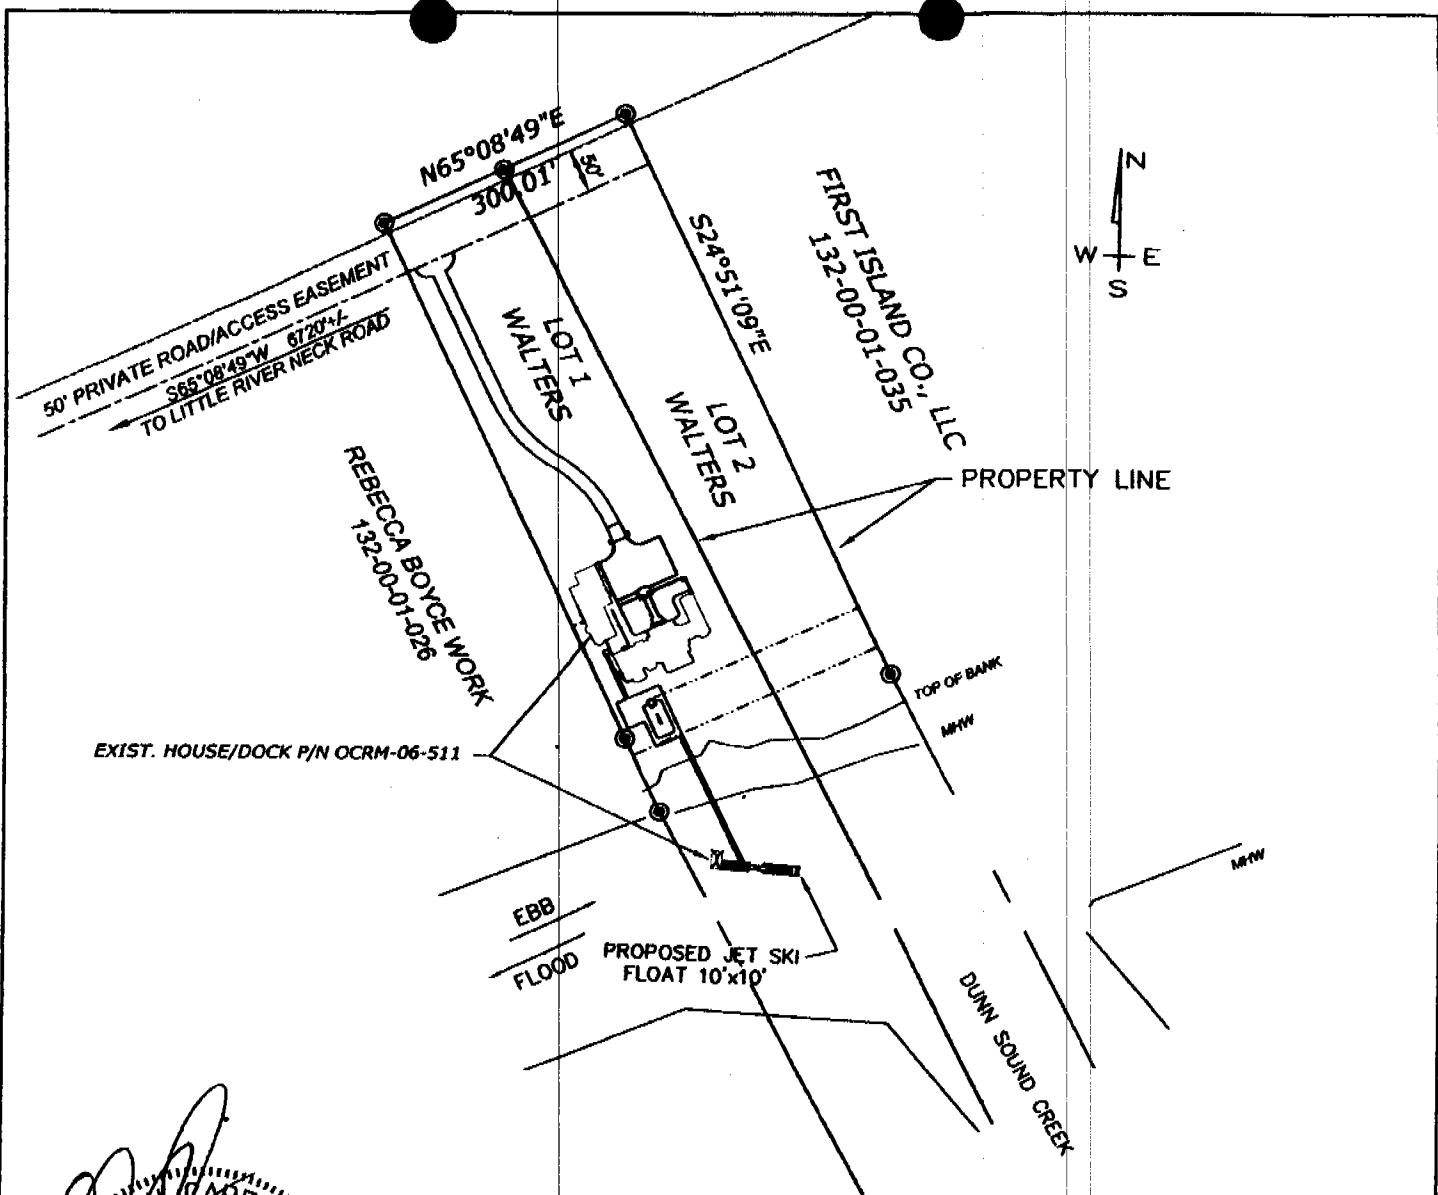 N65°08'49"E
300.01'
50'
N
W E
S
50' PRIVATE ROAD/ACCESS EASEMENT
S65°08'49"W 6720'+/-
TO LITTLE RIVER NECK ROAD
LOT 1
WALTERS
S24°51'09"E
FIRST ISLAND CO., LLC
132-00-01-035
LOT 2
WALTERS
PROPERTY LINE
REBECCA BOYCE WORK
132-00-01-026
TOP OF BANK
MHW
EXIST. HOUSE/DOCK P/N OCRM-06-511
MHW
EBB
FLOOD
PROPOSED JET SKI
FLOAT 10'x10'
DUNN SOUND CREEK